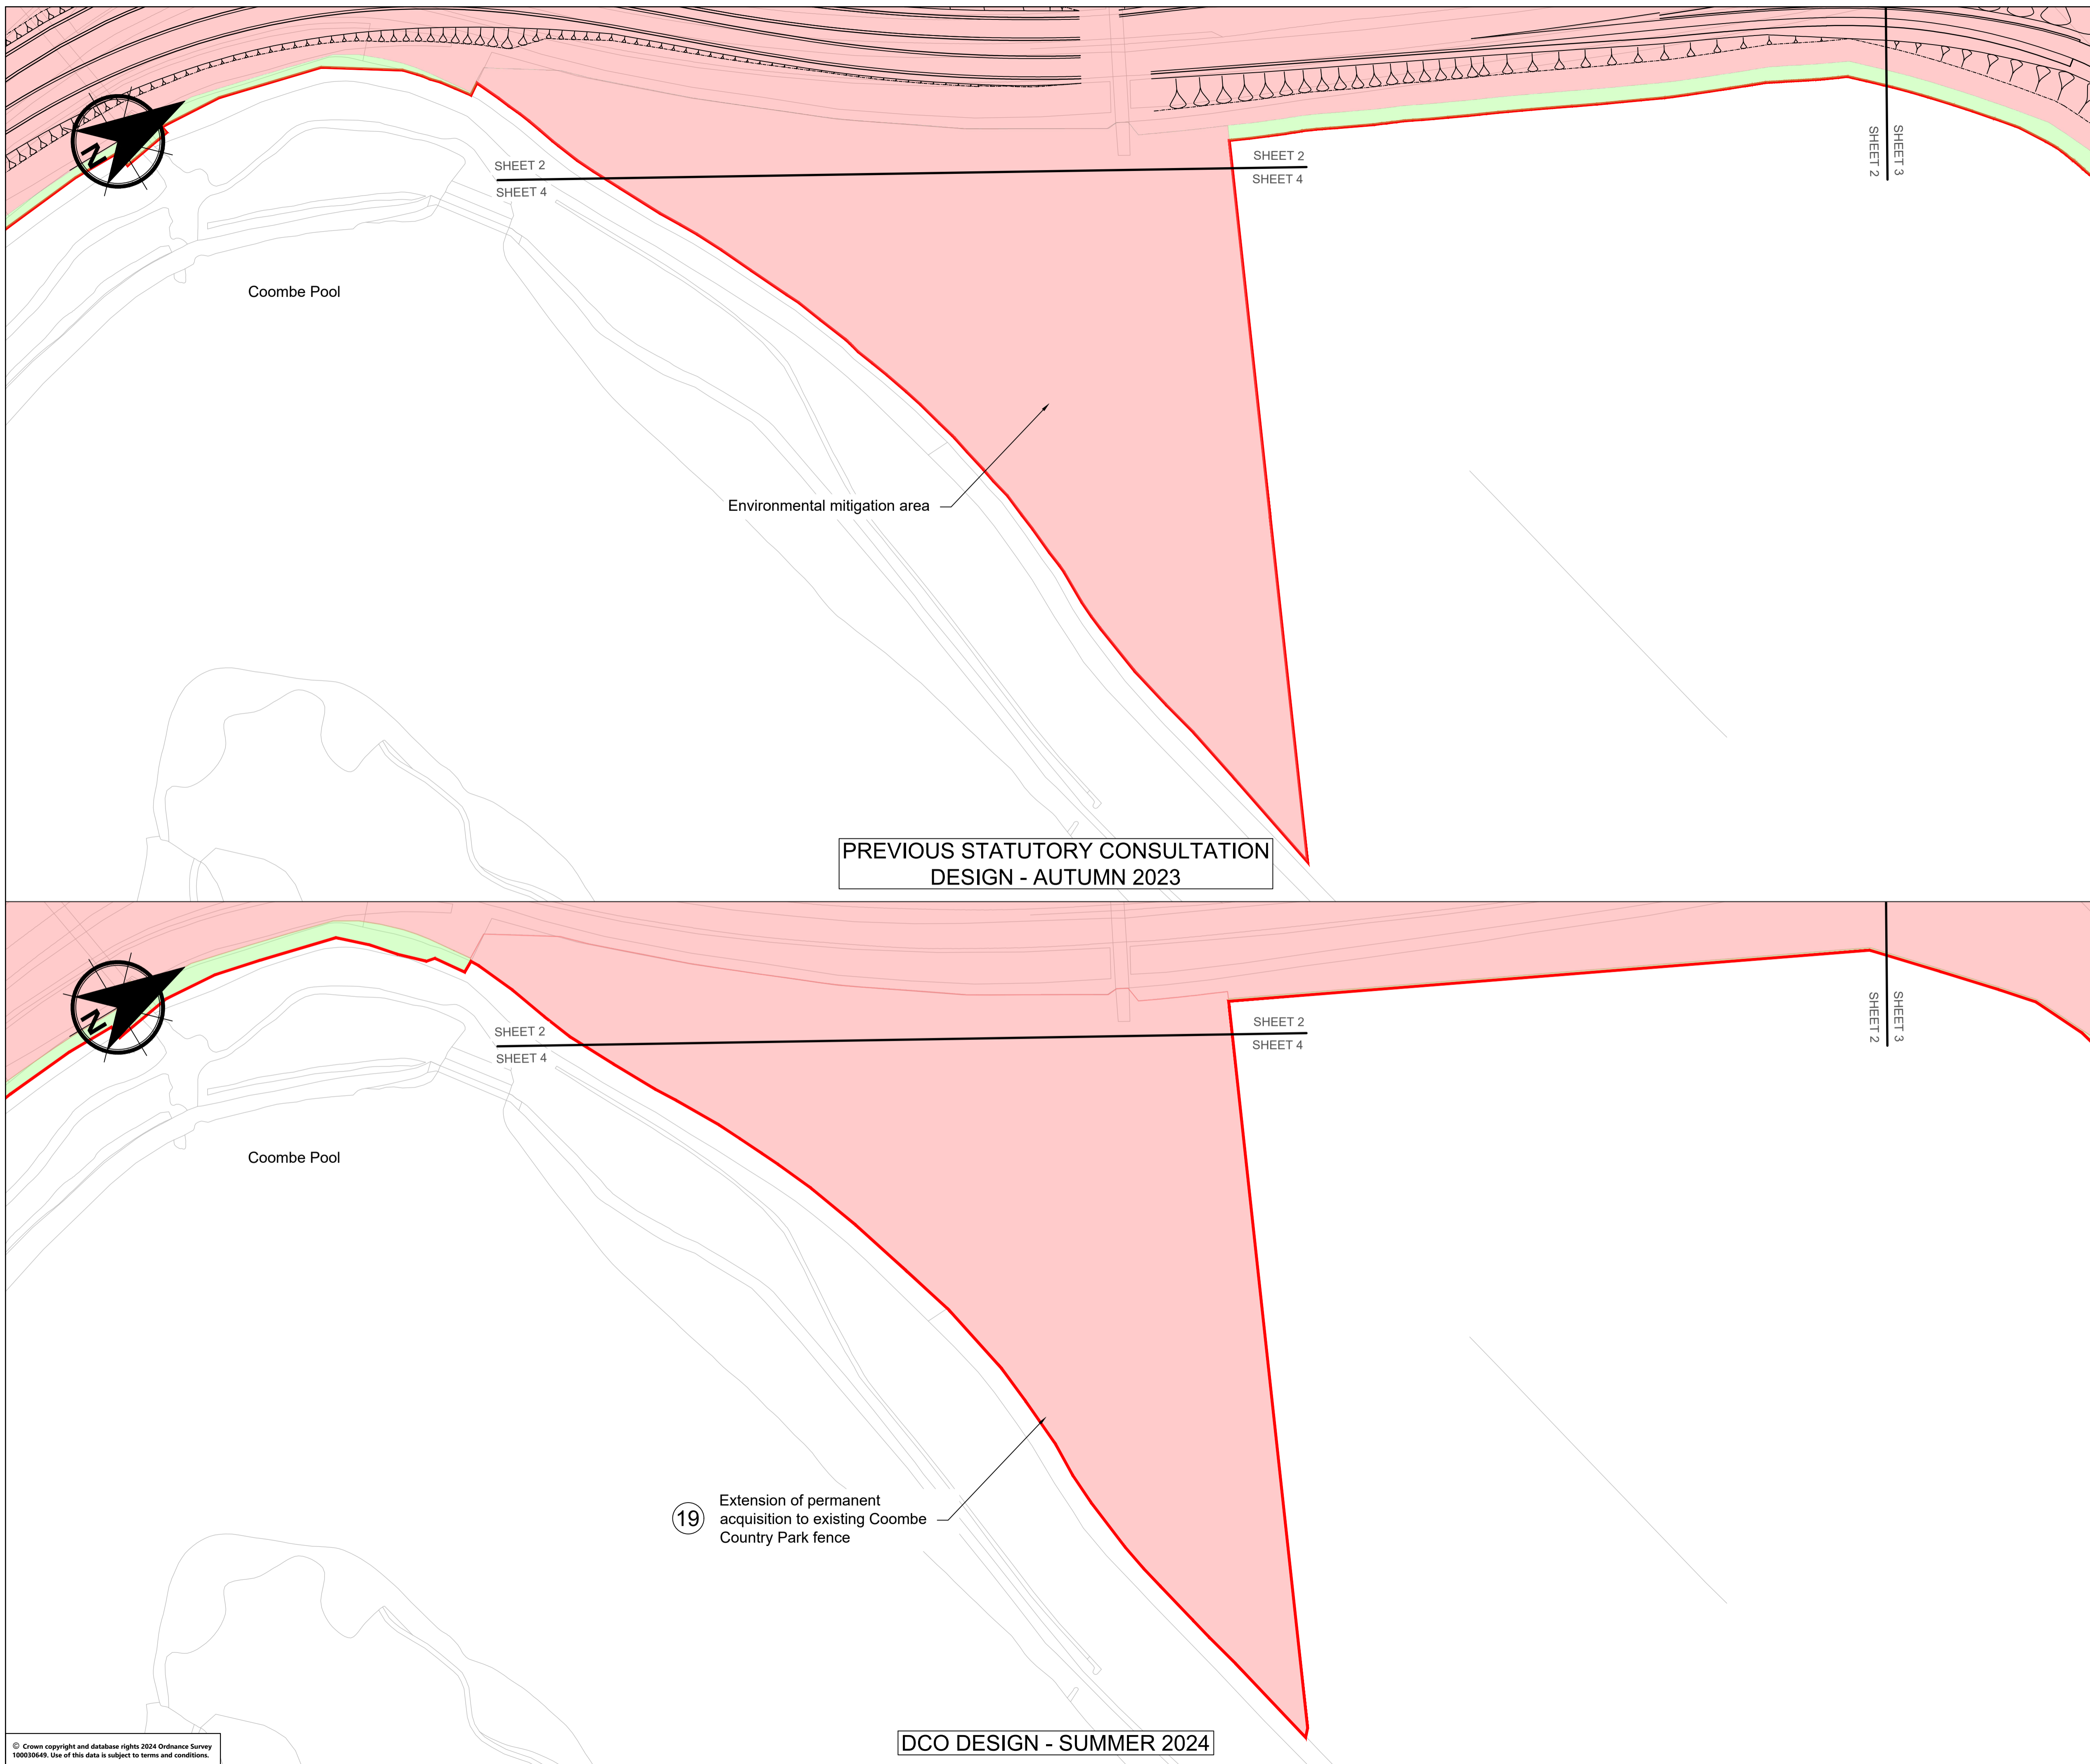 N
SHEET 2
SHEET 4
SHEET 2
SHEET 4
SHEET 3
SHEET 2
Coombe Pool
Environmental mitigation area
PREVIOUS STATUTORY CONSULTATION
DESIGN - AUTUMN 2023
N
SHEET 2
SHEET 4
SHEET 2
SHEET 4
SHEET 3
SHEET 2
Coombe Pool
19
Extension of permanent
acquisition to existing Coombe
Country Park fence
DCO DESIGN - SUMMER 2024
© Crown copyright and database rights 2024 Ordnance Survey
100030649. Use of this data is subject to terms and conditions.